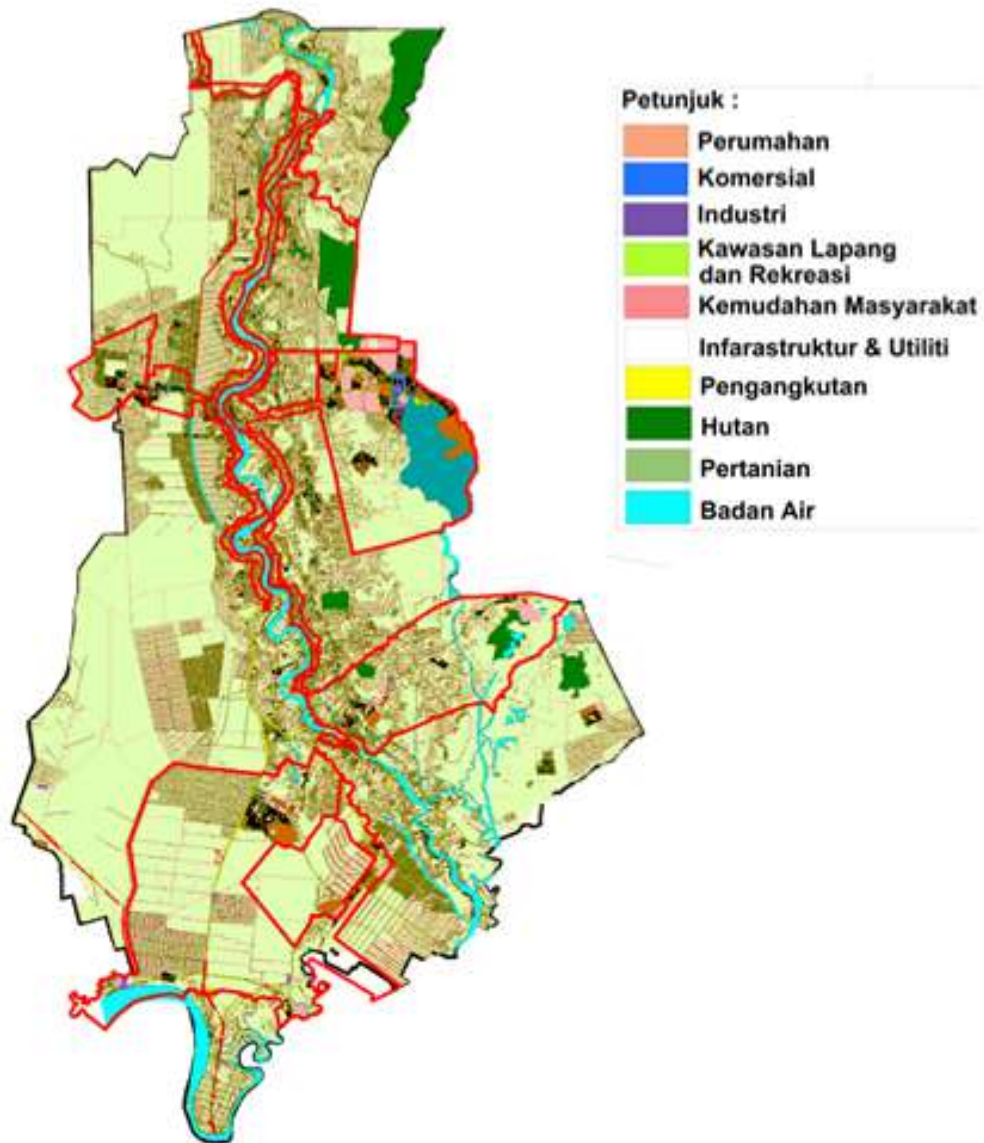 Petunjuk :
Perumahan
Komersial
Industri
Kawasan Lapang
dan Rekreasi
Kemudahan Masyarakat
Infarastruktur & Utiliti
Pengangkutan
Hutan
Pertanian
Badan Air